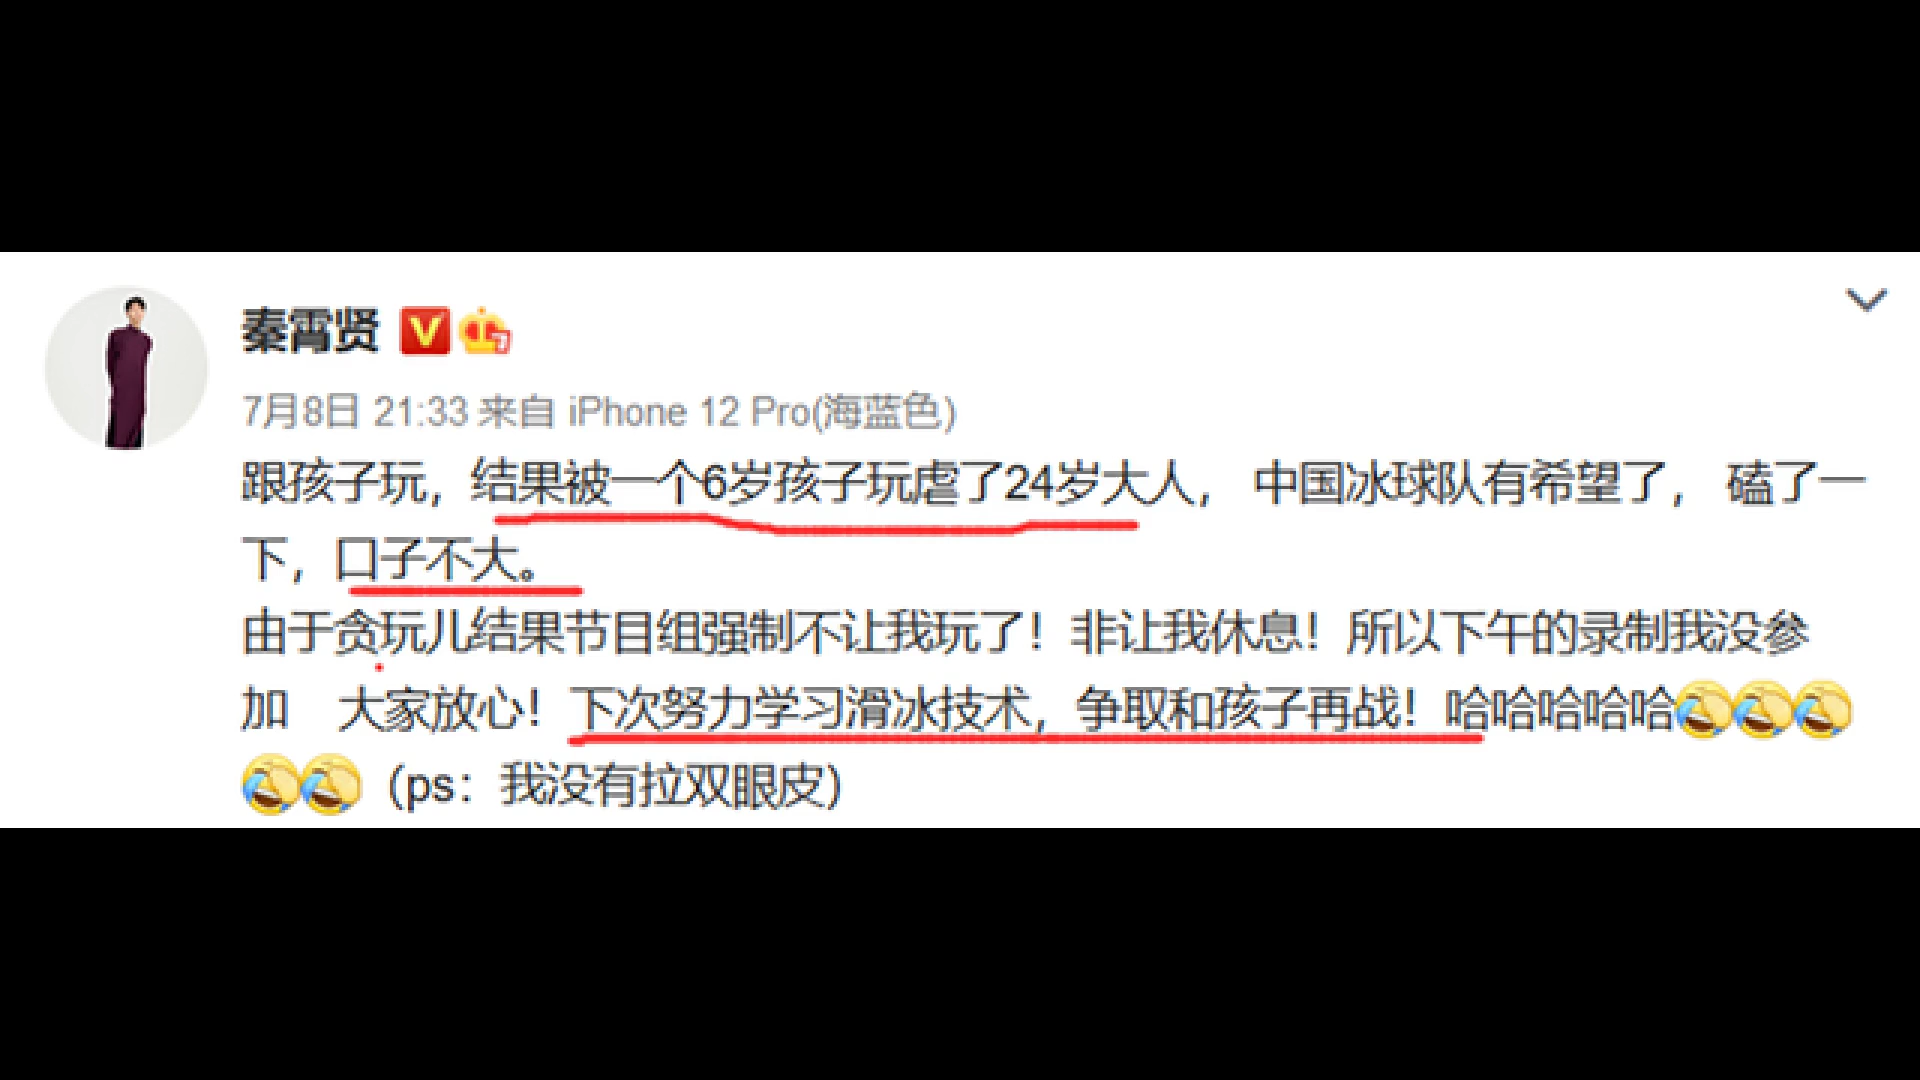 秦霄贤
7月8日 21:33 来自 iPhone 12 Pro(海蓝色)
跟孩子玩，结果被一个6岁孩子玩虐了24岁大人， 中国冰球队有希望了， 磕了一
下，口子不大。
由于贪玩儿结果节目组强制不让我玩了！非让我休息！所以下午的录制我没参
加　大家放心！下次努力学习滑冰技术，争取和孩子再战！哈哈哈哈哈
（ps：我没有拉双眼皮）